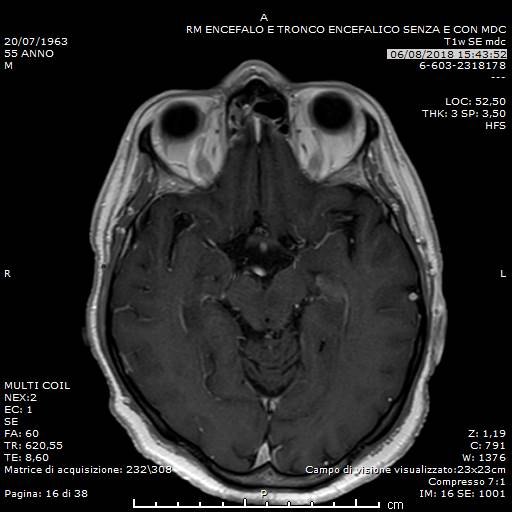 A
RM ENCEFALO E TRONCO ENCEFALICO SENZA E CON MDC
20/07/1963
55 ANNO
M
T1w SE mdc
06/08/2018 15:43:52
6-603-2318178
---
LOC: 52,50
THK: 3 SP: 3,50
HFS
R
L
MULTI COIL
NEX:2
EC: 1
SE
FA: 60
TR: 620,55
TE: 8,60
Matrice di acquisizione: 232\308
Pagina: 16 di 38
Z: 1,19
C: 791
W: 1376
Campo di visione visualizzato:23x23cm
Compresso 7:1
IM: 16 SE: 1001
P
cm